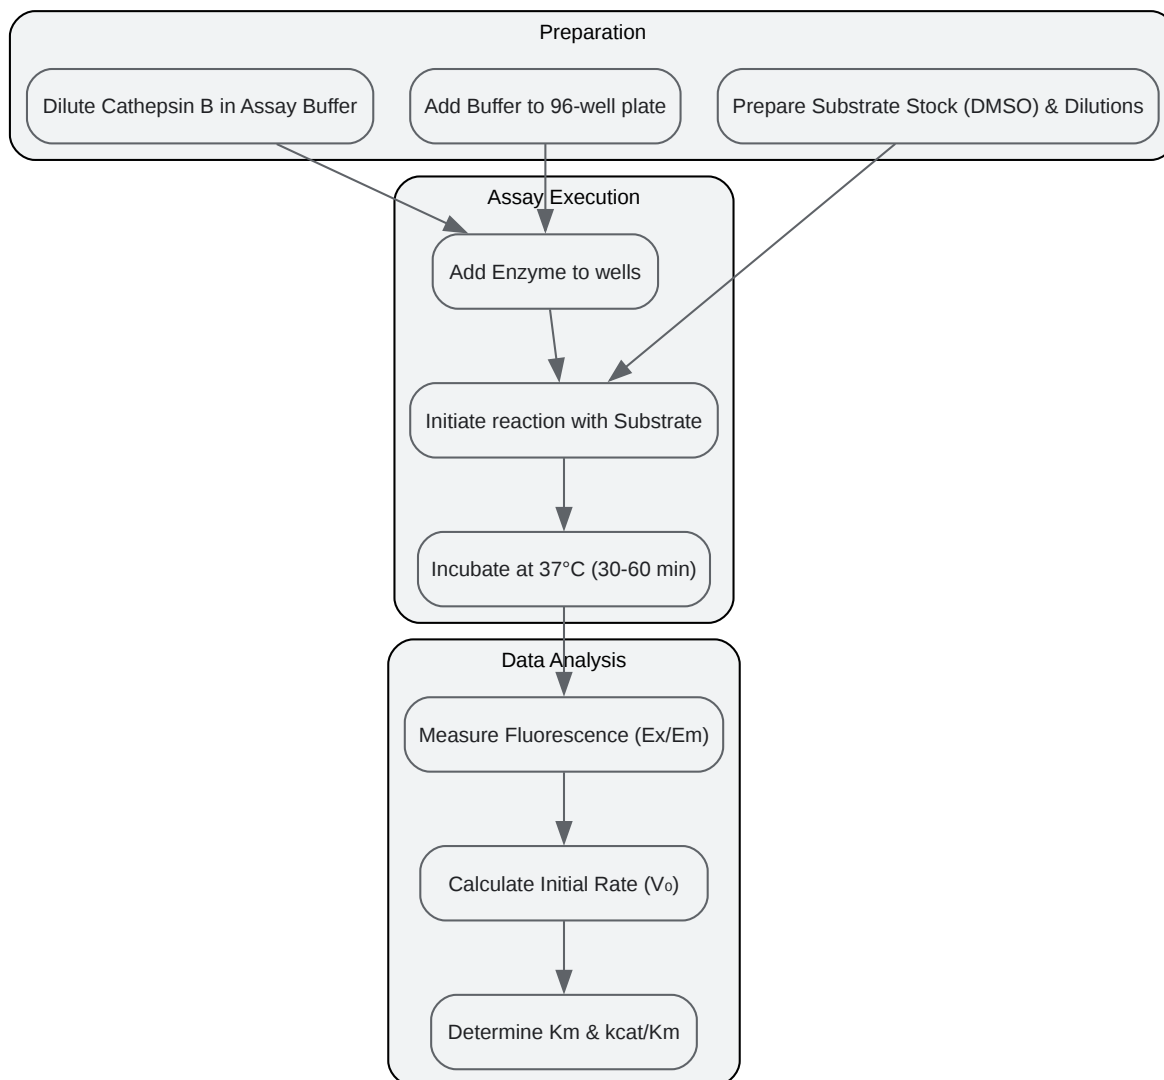 Preparation
Dilute Cathepsin B in Assay Buffer
Add Buffer to 96-well plate
Prepare Substrate Stock (DMSO) & Dilutions
Assay Execution
Add Enzyme to wells
Initiate reaction with Substrate
Incubate at 37°C (30-60 min)
Data Analysis
Measure Fluorescence (Ex/Em)
Calculate Initial Rate (V₀)
Determine Km & kcat/Km